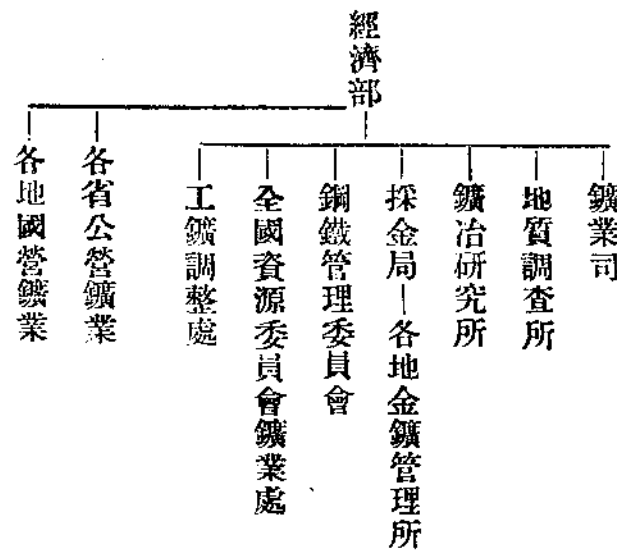 經濟部
鑛業司
地質調查所
鑛冶研究所
採金局—各地金鑛管理所
鋼鐵管理委員會
全國資源委員會鑛業處
工鑛調整處
各省公營鑛業
各地國營鑛業